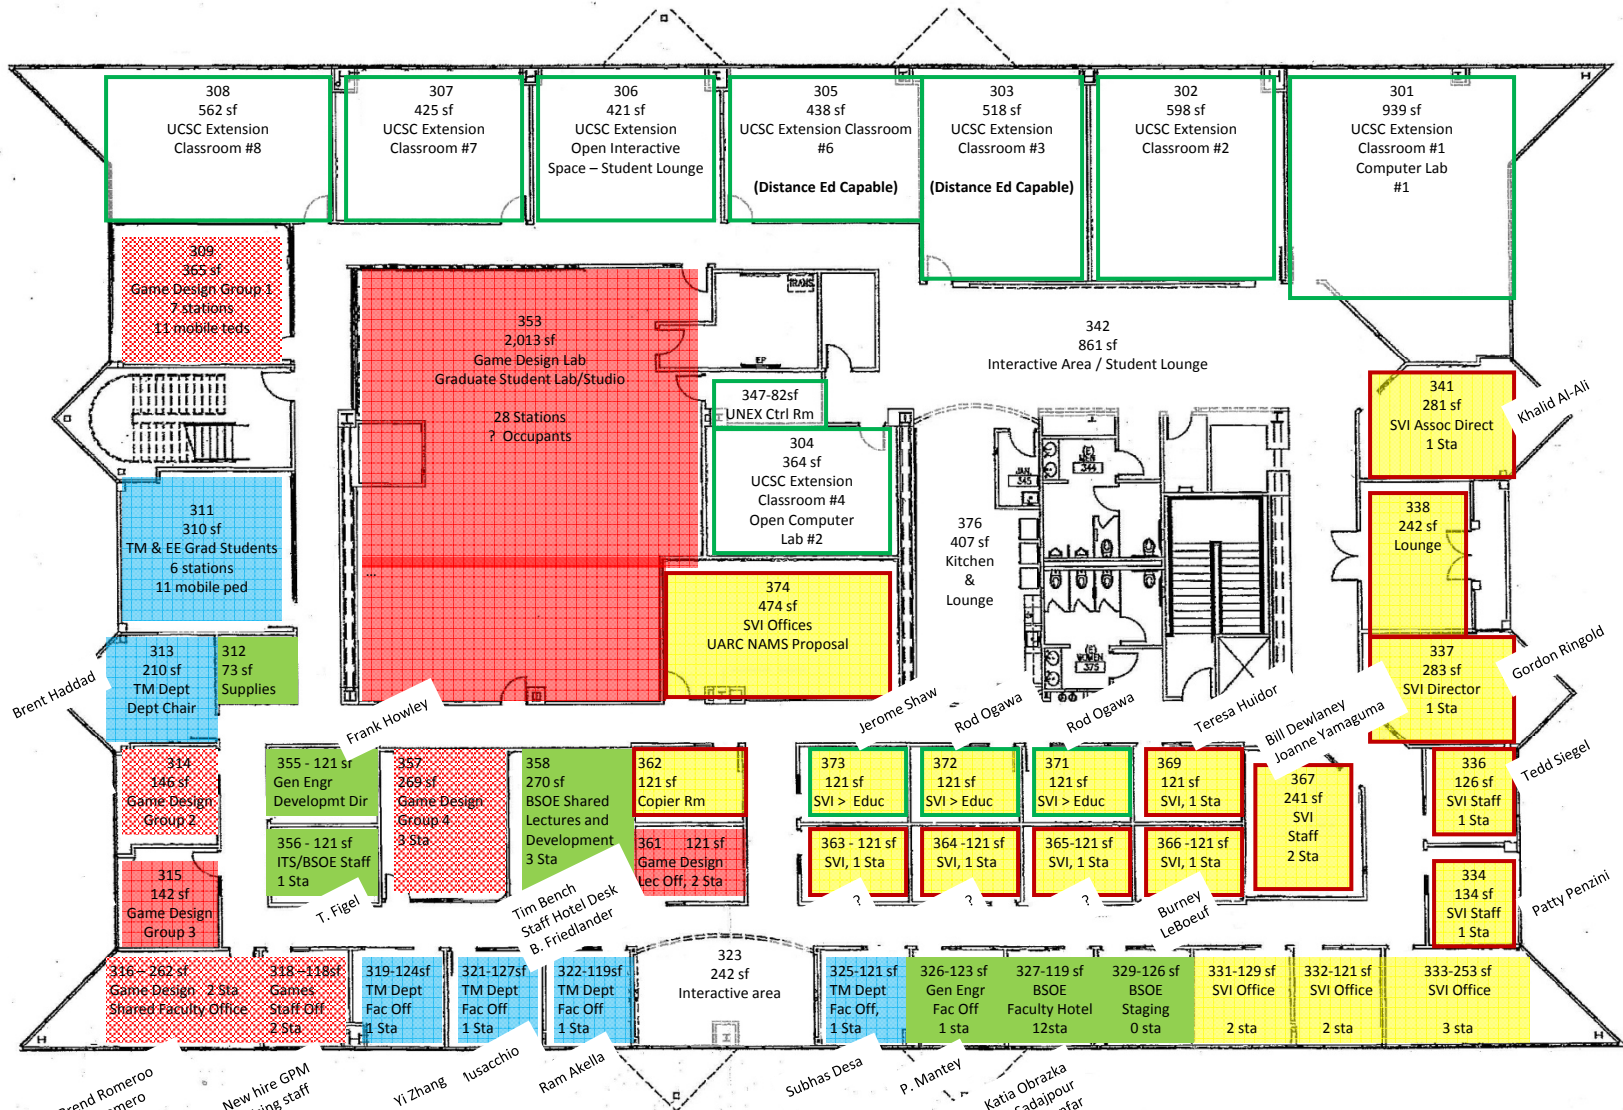 308
562 sf
UCSC Extension
Classroom #8
307
425 sf
UCSC Extension
Classroom #7
306
421 sf
UCSC Extension
Open Interactive
Space – Student Lounge
305
438 sf
UCSC Extension Classroom
#6
(Distance Ed Capable)
303
518 sf
UCSC Extension
Classroom #3
(Distance Ed Capable)
302
598 sf
UCSC Extension
Classroom #2
301
939 sf
UCSC Extension
Classroom #1
Computer Lab
#1
309
365 sf
Game Design Group 1
7 stations
11 mobile teds
353
2,013 sf
Game Design Lab
Graduate Student Lab/Studio
28 Stations
? Occupants
...
TRANS
EP
342
861 sf
Interactive Area / Student Lounge
347-82sf
UNEX Ctrl Rm
304
364 sf
UCSC Extension
Classroom #4
Open Computer
Lab #2
341
281 sf
SVI Assoc Direct
1 Sta
Khalid Al-Ali
JAN
345
(E)
MEN
344
311
310 sf
TM & EE Grad Students
6 stations
11 mobile ped
376
407 sf
Kitchen
&
Lounge
338
242 sf
Lounge
374
474 sf
SVI Offices
UARC NAMS Proposal
(E)
WOMEN
375
313
210 sf
TM Dept
Dept Chair
312
73 sf
Supplies
Brent Haddad
337
283 sf
SVI Director
1 Sta
Gordon Ringold
Frank Howley
Jerome Shaw
Rod Ogawa
Rod Ogawa
Teresa Huidor
Bill Dewlaney
Joanne Yamaguma
314
146 sf
Game Design
Group 2
355 - 121 sf
Gen Engr
Developmt Dir
357
269 sf
Game Design
Group 4
3 Sta
358
270 sf
BSOE Shared
Lectures and
Development
3 Sta
362
121 sf
Copier Rm
373
121 sf
SVI > Educ
372
121 sf
SVI > Educ
371
121 sf
SVI > Educ
369
121 sf
SVI, 1 Sta
367
241 sf
SVI
Staff
2 Sta
336
126 sf
SVI Staff
1 Sta
Tedd Siegel
356 - 121 sf
ITS/BSOE Staff
1 Sta
361 121 sf
Game Design
Lec Off, 2 Sta
363 - 121 sf
SVI, 1 Sta
364 -121 sf
SVI, 1 Sta
365-121 sf
SVI, 1 Sta
366 -121 sf
SVI, 1 Sta
315
142 sf
Game Design
Group 3
334
134 sf
SVI Staff
1 Sta
Patty Penzini
T. Figel
Tim Bench
Staff Hotel Desk
B. Friedlander
?
?
?
Burney
LeBoeuf
316 – 262 sf
Game Design 2 Sta
Shared Faculty Office
318 –118sf
Games
Staff Off
2 Sta
319-124sf
TM Dept
Fac Off
1 Sta
321-127sf
TM Dept
Fac Off
1 Sta
322-119sf
TM Dept
Fac Off
1 Sta
323
242 sf
Interactive area
325-121 sf
TM Dept
Fac Off,
1 Sta
326-123 sf
Gen Engr
Fac Off
1 sta
327-119 sf
BSOE
Faculty Hotel
12sta
329-126 sf
BSOE
Staging
0 sta
331-129 sf
SVI Office
2 sta
332-121 sf
SVI Office
2 sta
333-253 sf
SVI Office
3 sta
Brend Romeroo
New hire GPM
staff
Yi Zhang
Ram Akella
Subhas Desa
P. Mantey
Katia Obrazka
Sadajpour